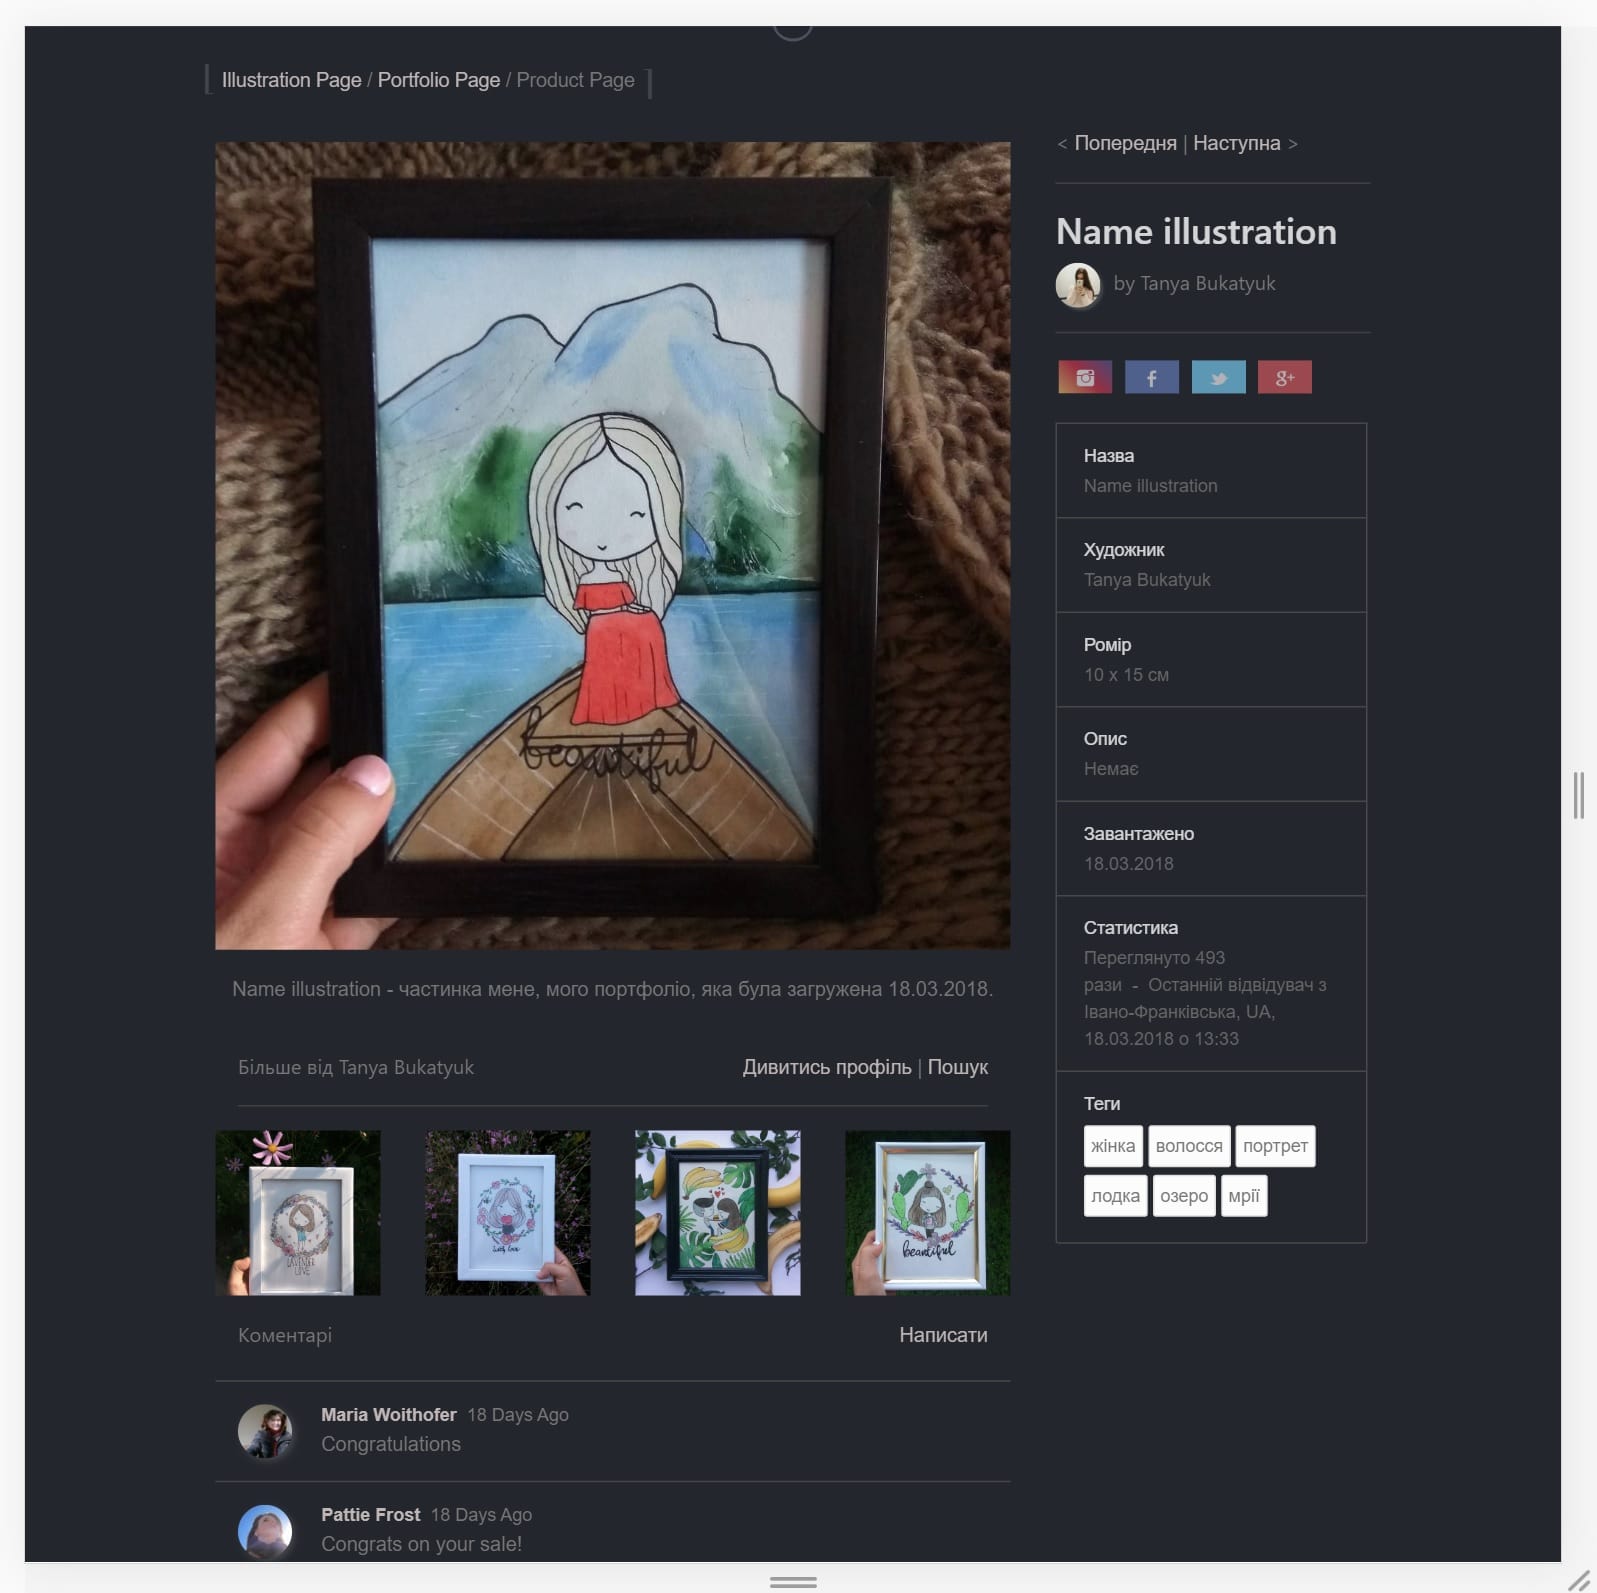 Illustration Page / Portfolio Page / Product Page
< Попередня | Наступна >
Name illustration
by Tanya Bukatyuk
g+
Назва
Name illustration
Художник
Tanya Bukatyuk
Ромір
10 x 15 см
Опис
Немає
Завантажено
18.03.2018
Статистика
Переглянуто 493
рази - Останній відвідувач з
Івано-Франківська, UA,
18.03.2018 о 13:33
Теги
жінка волосся портрет
лодка озеро мрії
beautiful
Name illustration - частинка мене, мого портфоліо, яка була загружена 18.03.2018.
Більше від Tanya Bukatyuk
Дивитись профіль | Пошук
LAVENDER
LOVE
beautiful
Коментарі
Написати
Maria Woithofer 18 Days Ago
Congratulations
Pattie Frost 18 Days Ago
Congrats on your sale!